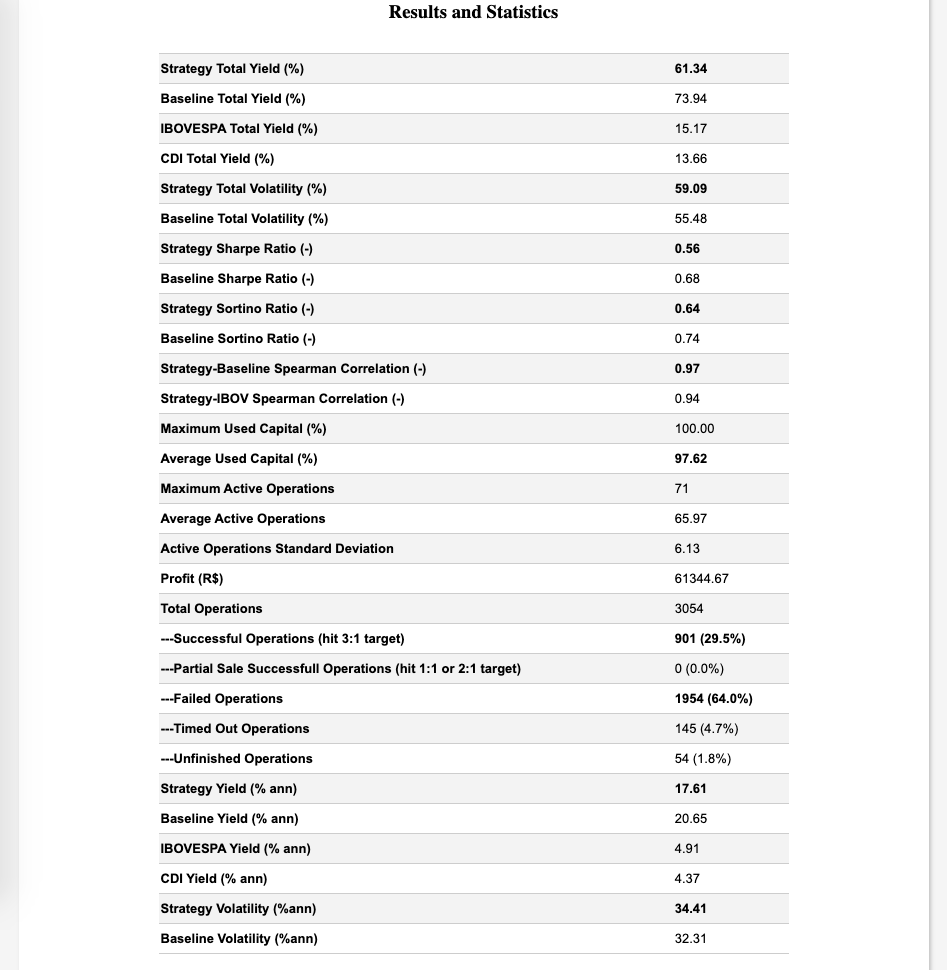 Results and Statistics
Strategy Total Yield (%) 61.34
Baseline Total Yield (%) 73.94
IBOVESPA Total Yield (%) 15.17
CDI Total Yield (%) 13.66
Strategy Total Volatility (%) 59.09
Baseline Total Volatility (%) 55.48
Strategy Sharpe Ratio (-) 0.56
Baseline Sharpe Ratio (-) 0.68
Strategy Sortino Ratio (-) 0.64
Baseline Sortino Ratio (-) 0.74
Strategy-Baseline Spearman Correlation (-) 0.97
Strategy-IBOV Spearman Correlation (-) 0.94
Maximum Used Capital (%) 100.00
Average Used Capital (%) 97.62
Maximum Active Operations 71
Average Active Operations 65.97
Active Operations Standard Deviation 6.13
Profit (R$) 61344.67
Total Operations 3054
---Successful Operations (hit 3:1 target) 901 (29.5%)
---Partial Sale Successfull Operations (hit 1:1 or 2:1 target) 0 (0.0%)
---Failed Operations 1954 (64.0%)
---Timed Out Operations 145 (4.7%)
---Unfinished Operations 54 (1.8%)
Strategy Yield (% ann) 17.61
Baseline Yield (% ann) 20.65
IBOVESPA Yield (% ann) 4.91
CDI Yield (% ann) 4.37
Strategy Volatility (%ann) 34.41
Baseline Volatility (%ann) 32.31